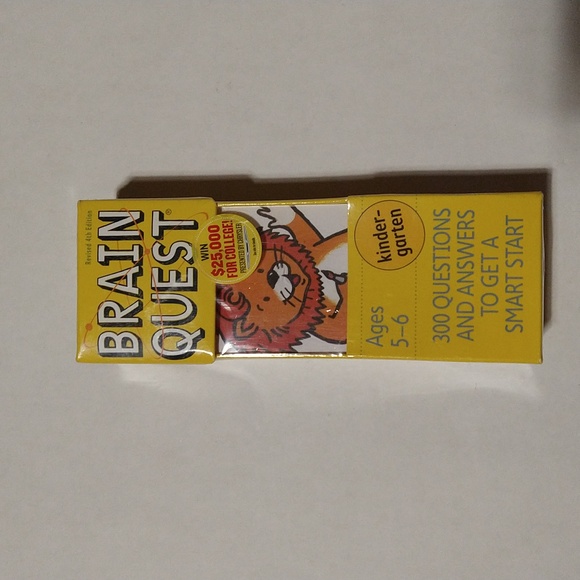 Revised 4th Edition
BRAIN
QUEST®
WIN
$25,000
FOR COLLEGE!
kinder-
garten
Ages
5–6
300 QUESTIONS
AND ANSWERS
TO GET A
SMART START